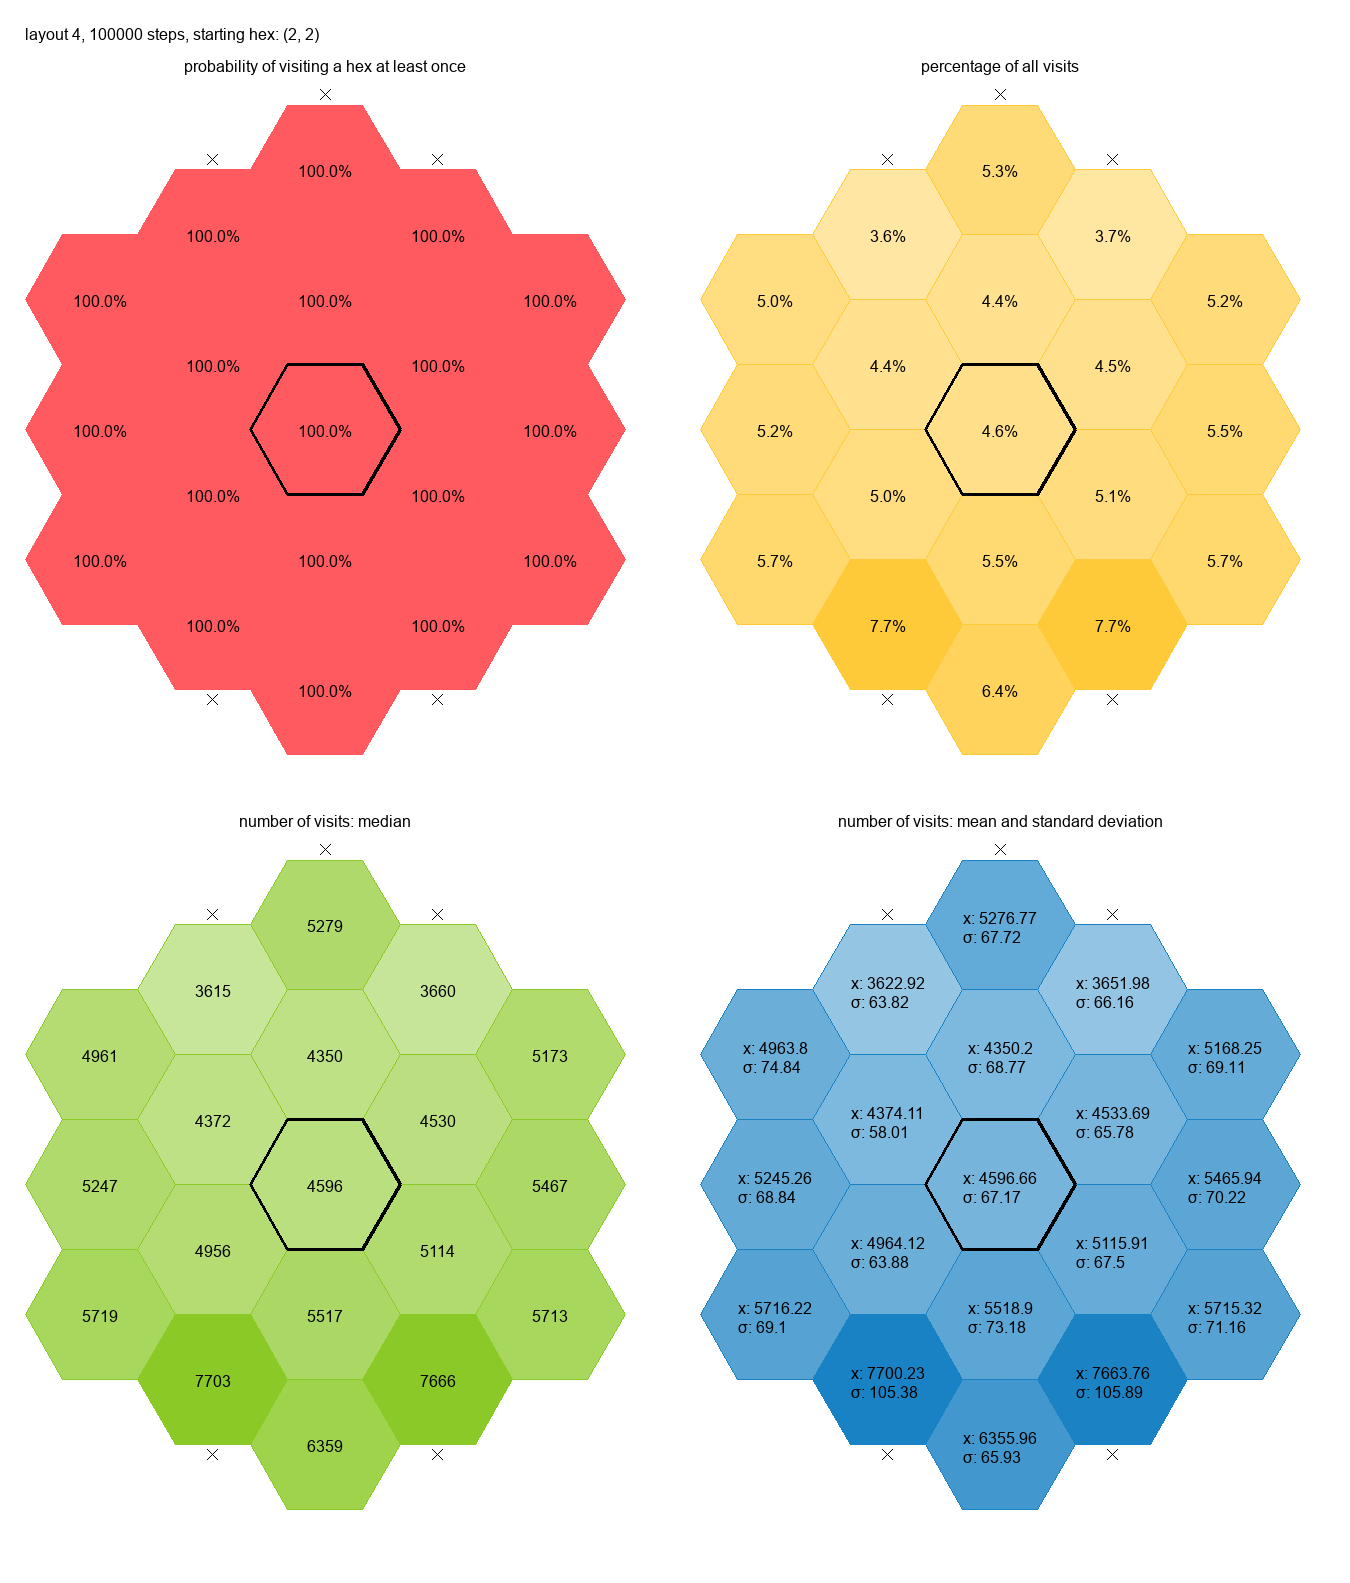 layout 4, 100000 steps, starting hex: (2, 2)
probability of visiting a hex at least once
100.0%
100.0% 100.0%
100.0% 100.0% 100.0%
100.0% 100.0%
100.0% 100.0% 100.0%
100.0% 100.0%
100.0% 100.0% 100.0%
100.0% 100.0%
100.0%
percentage of all visits
5.3%
3.6% 3.7%
5.0% 4.4% 5.2%
4.4% 4.5%
5.2% 4.6% 5.5%
5.0% 5.1%
5.7% 5.5% 5.7%
7.7% 7.7%
6.4%
number of visits: median
5279
3615 3660
4961 4350 5173
4372 4530
5247 4596 5467
4956 5114
5719 5517 5713
7703 7666
6359
number of visits: mean and standard deviation
x: 5276.77
σ: 67.72
x: 3622.92 x: 3651.98
σ: 63.82 σ: 66.16
x: 4963.8 x: 4350.2 x: 5168.25
σ: 74.84 σ: 68.77 σ: 69.11
x: 4374.11 x: 4533.69
σ: 58.01 σ: 65.78
x: 5245.26 x: 4596.66 x: 5465.94
σ: 68.84 σ: 67.17 σ: 70.22
x: 4964.12 x: 5115.91
σ: 63.88 σ: 67.5
x: 5716.22 x: 5518.9 x: 5715.32
σ: 69.1 σ: 73.18 σ: 71.16
x: 7700.23 x: 7663.76
σ: 105.38 σ: 105.89
x: 6355.96
σ: 65.93